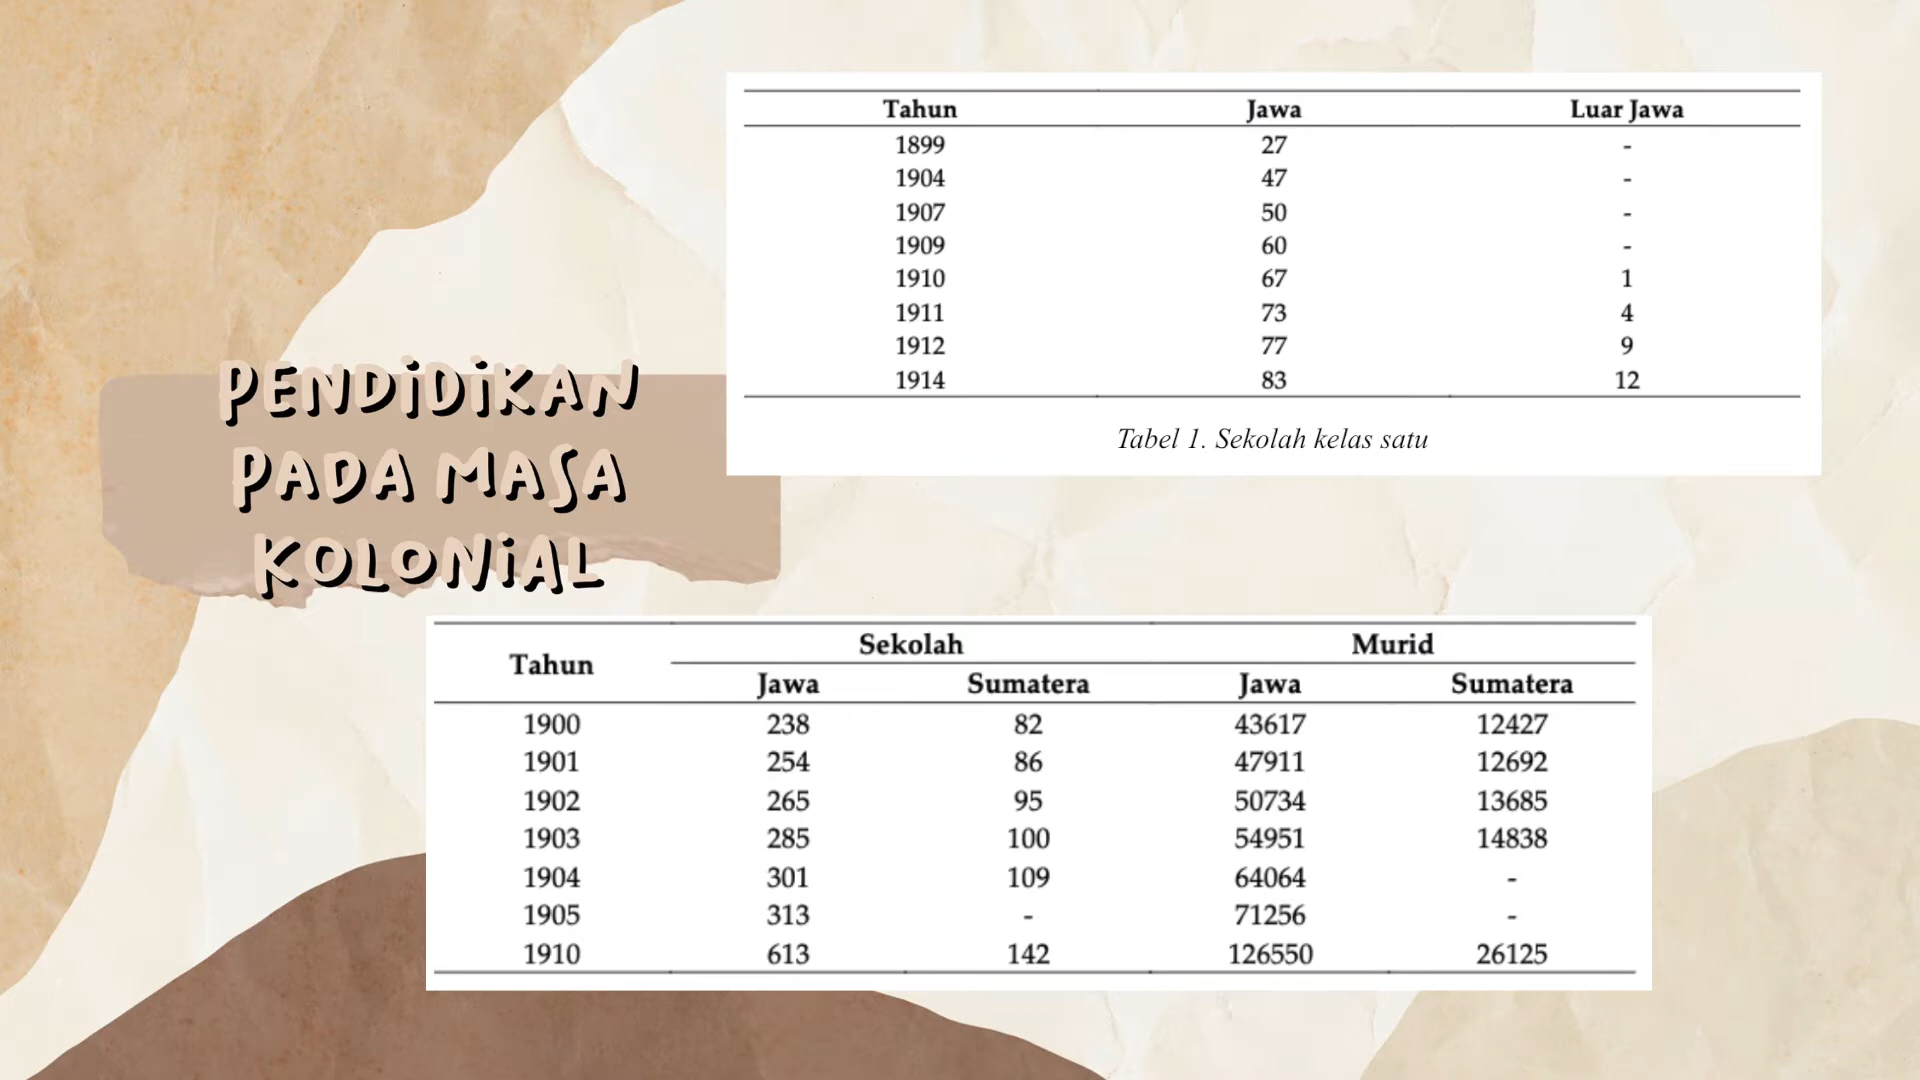 PENDIDIKAN
PADA MASA
KOLONIAL
Tahun Jawa Luar Jawa
1899 27 -
1904 47 -
1907 50 -
1909 60 -
1910 67 1
1911 73 4
1912 77 9
1914 83 12
Tabel 1. Sekolah kelas satu
Tahun Sekolah Murid
Jawa Sumatera Jawa Sumatera
1900 238 82 43617 12427
1901 254 86 47911 12692
1902 265 95 50734 13685
1903 285 100 54951 14838
1904 301 109 64064 -
1905 313 - 71256 -
1910 613 142 126550 26125